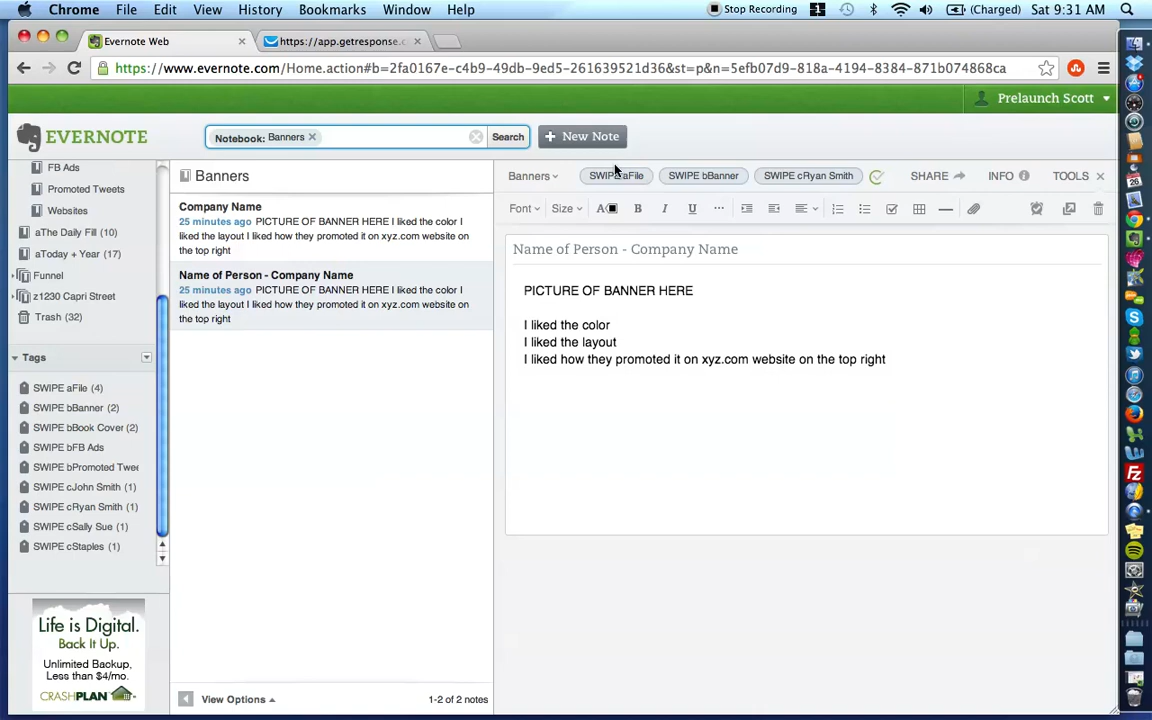 Chrome File Edit View History Bookmarks Window Help Stop Recording 1 (Charged) Sat 9:31 AM
Evernote Web × https://app.getresponse.c ×
https://www.evernote.com/Home.action#b=2fa0167e-c4b9-49db-9ed5-261639521d36&st=p&n=5efb07d9-818a-4194-8384-871b074868ca
Prelaunch Scott
EVERNOTE
Notebook: Banners ×
Search
+ New Note
FB Ads
Promoted Tweets
Websites
aThe Daily Fill (10)
aToday + Year (17)
Funnel
z1230 Capri Street
Trash (32)
Tags
SWIPE aFile (4)
SWIPE bBanner (2)
SWIPE bBook Cover (2)
SWIPE bFB Ads
SWIPE bPromoted Twee
SWIPE cJohn Smith (1)
SWIPE cRyan Smith (1)
SWIPE cSally Sue (1)
SWIPE cStaples (1)
Life is Digital.
Back It Up.
Unlimited Backup,
Less than $4/mo.
CRASHPLAN
Banners
Company Name
25 minutes ago PICTURE OF BANNER HERE I liked the color I
liked the layout I liked how they promoted it on xyz.com website on
the top right
Name of Person - Company Name
25 minutes ago PICTURE OF BANNER HERE I liked the color I
liked the layout I liked how they promoted it on xyz.com website on
the top right
View Options 1-2 of 2 notes
Banners SWIPE aFile SWIPE bBanner SWIPE cRyan Smith SHARE INFO TOOLS ×
Font Size A B I U ···
Name of Person - Company Name
PICTURE OF BANNER HERE
I liked the color
I liked the layout
I liked how they promoted it on xyz.com website on the top right